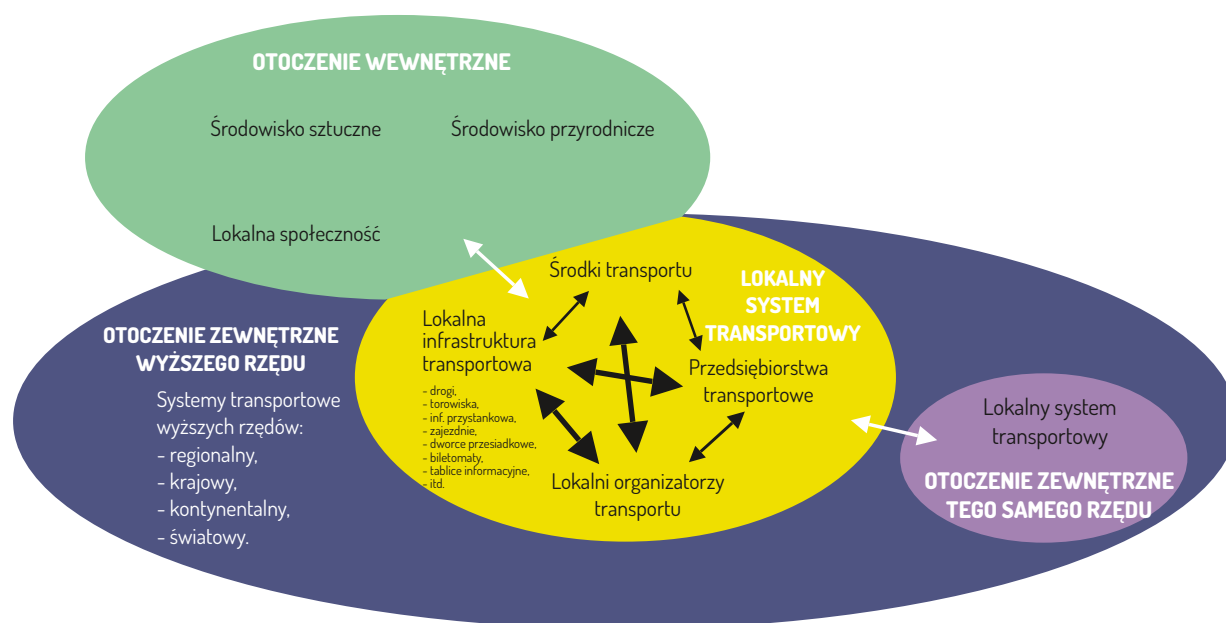 OTOCZENIE WEWNĘTRZNE
Środowisko sztuczne
Środowisko przyrodnicze
Lokalna społeczność
OTOCZENIE ZEWNĘTRZNE
WYŻSZEGO RZĘDU
Systemy transportowe
wyższych rzędów:
- regionalny,
- krajowy,
- kontynentalny,
- światowy.
LOKALNY
SYSTEM
TRANSPORTOWY
Środki transportu
Lokalna
infrastruktura
transportowa
- drogi,
- torowiska,
- inf. przystankowa,
- zajezdnie,
- dworce przesiadkowe,
- biletomaty,
- tablice informacyjne,
- itd.
Przedsiębiorstwa
transportowe
Lokalni organizatorzy
transportu
Lokalny system
transportowy
OTOCZENIE ZEWNĘTRZNE
TEGO SAMEGO RZĘDU